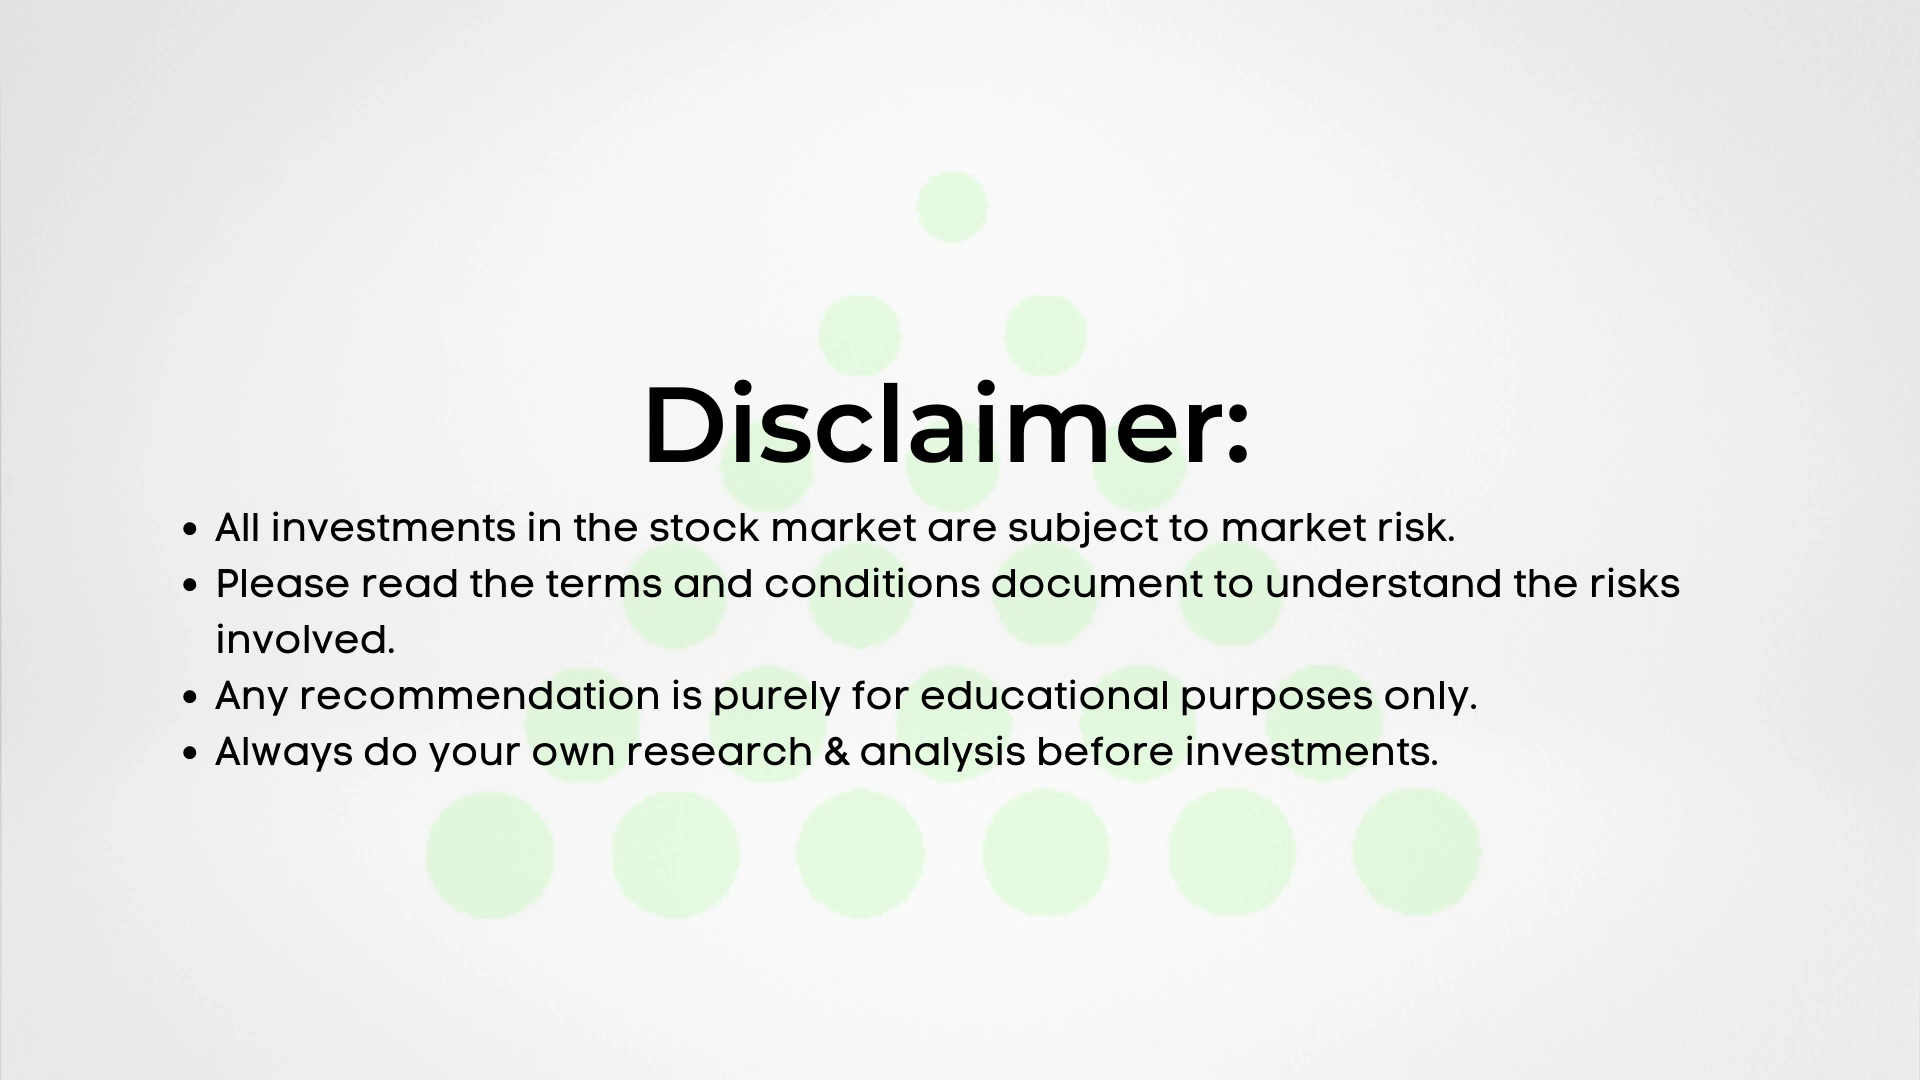 Disclaimer:
• All investments in the stock market are subject to market risk.
• Please read the terms and conditions document to understand the risks
involved.
• Any recommendation is purely for educational purposes only.
• Always do your own research & analysis before investments.